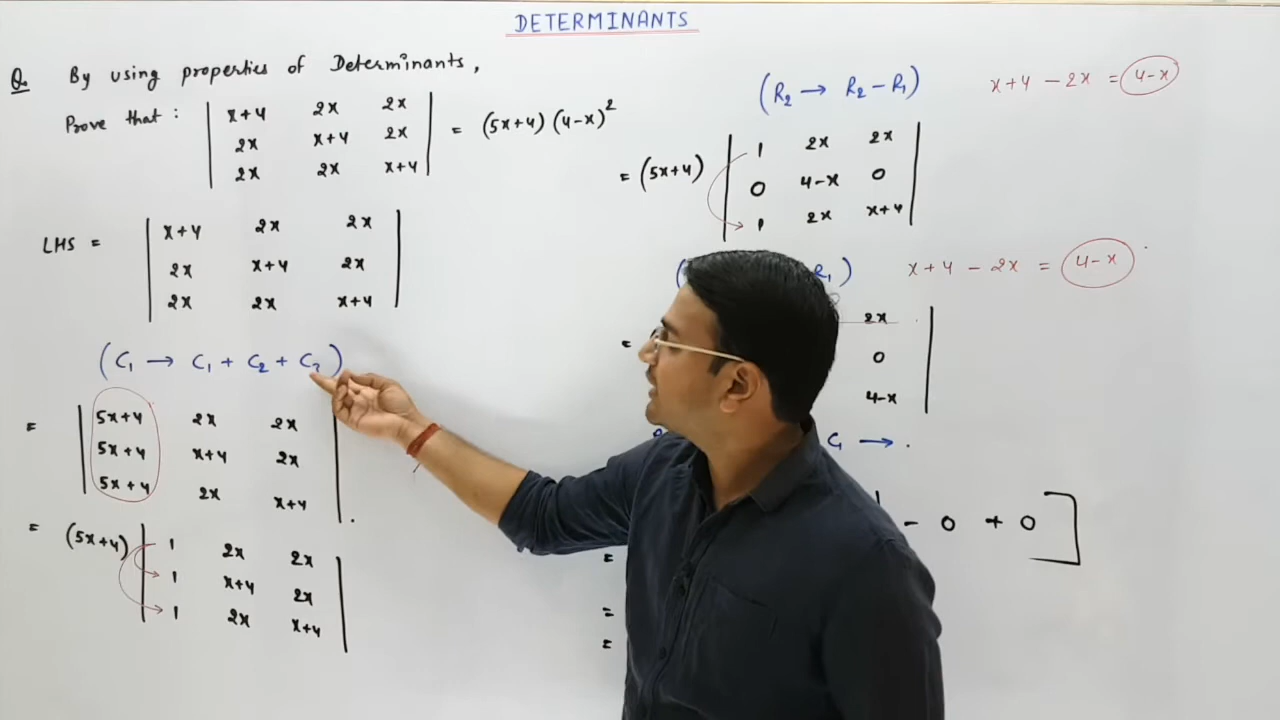 DETERMINANTS
Q. By using properties of Determinants,
Prove that : | x+4 2x 2x |
| 2x x+4 2x | = (5x+4) (4-x)²
| 2x 2x x+4 |
LHS = | x+4 2x 2x |
| 2x x+4 2x |
| 2x 2x x+4 |
(C₁ → C₁ + C₂ + C₃)
= | 5x+4 2x 2x |
| 5x+4 x+4 2x |
| 5x+4 2x x+4 | .
= (5x+4) | 1 2x 2x |
| 1 x+4 2x |
| 1 2x x+4 |
(R₂ → R₂ - R₁) x+4 - 2x = 4-x
= (5x+4) | 1 2x 2x |
| 0 4-x 0 |
| 1 2x x+4 |
( R₁) x+4 - 2x = 4-x
2x |
= 0 |
4-x |
C₁ → .
- 0 + 0 ]
=
=
=